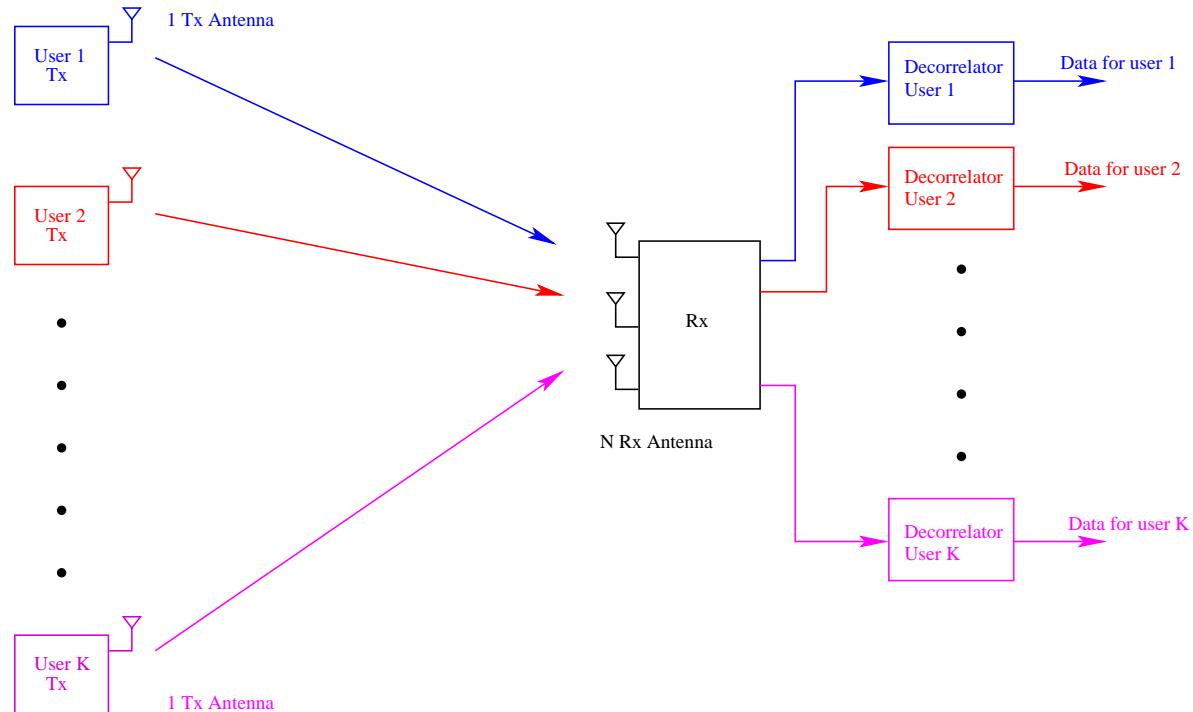 1 Tx Antenna
User 1
Tx
Decorrelator
User 1
Data for user 1
User 2
Tx
Decorrelator
User 2
Data for user 2
Rx
N Rx Antenna
Decorrelator
User K
Data for user K
User K
Tx
1 Tx Antenna